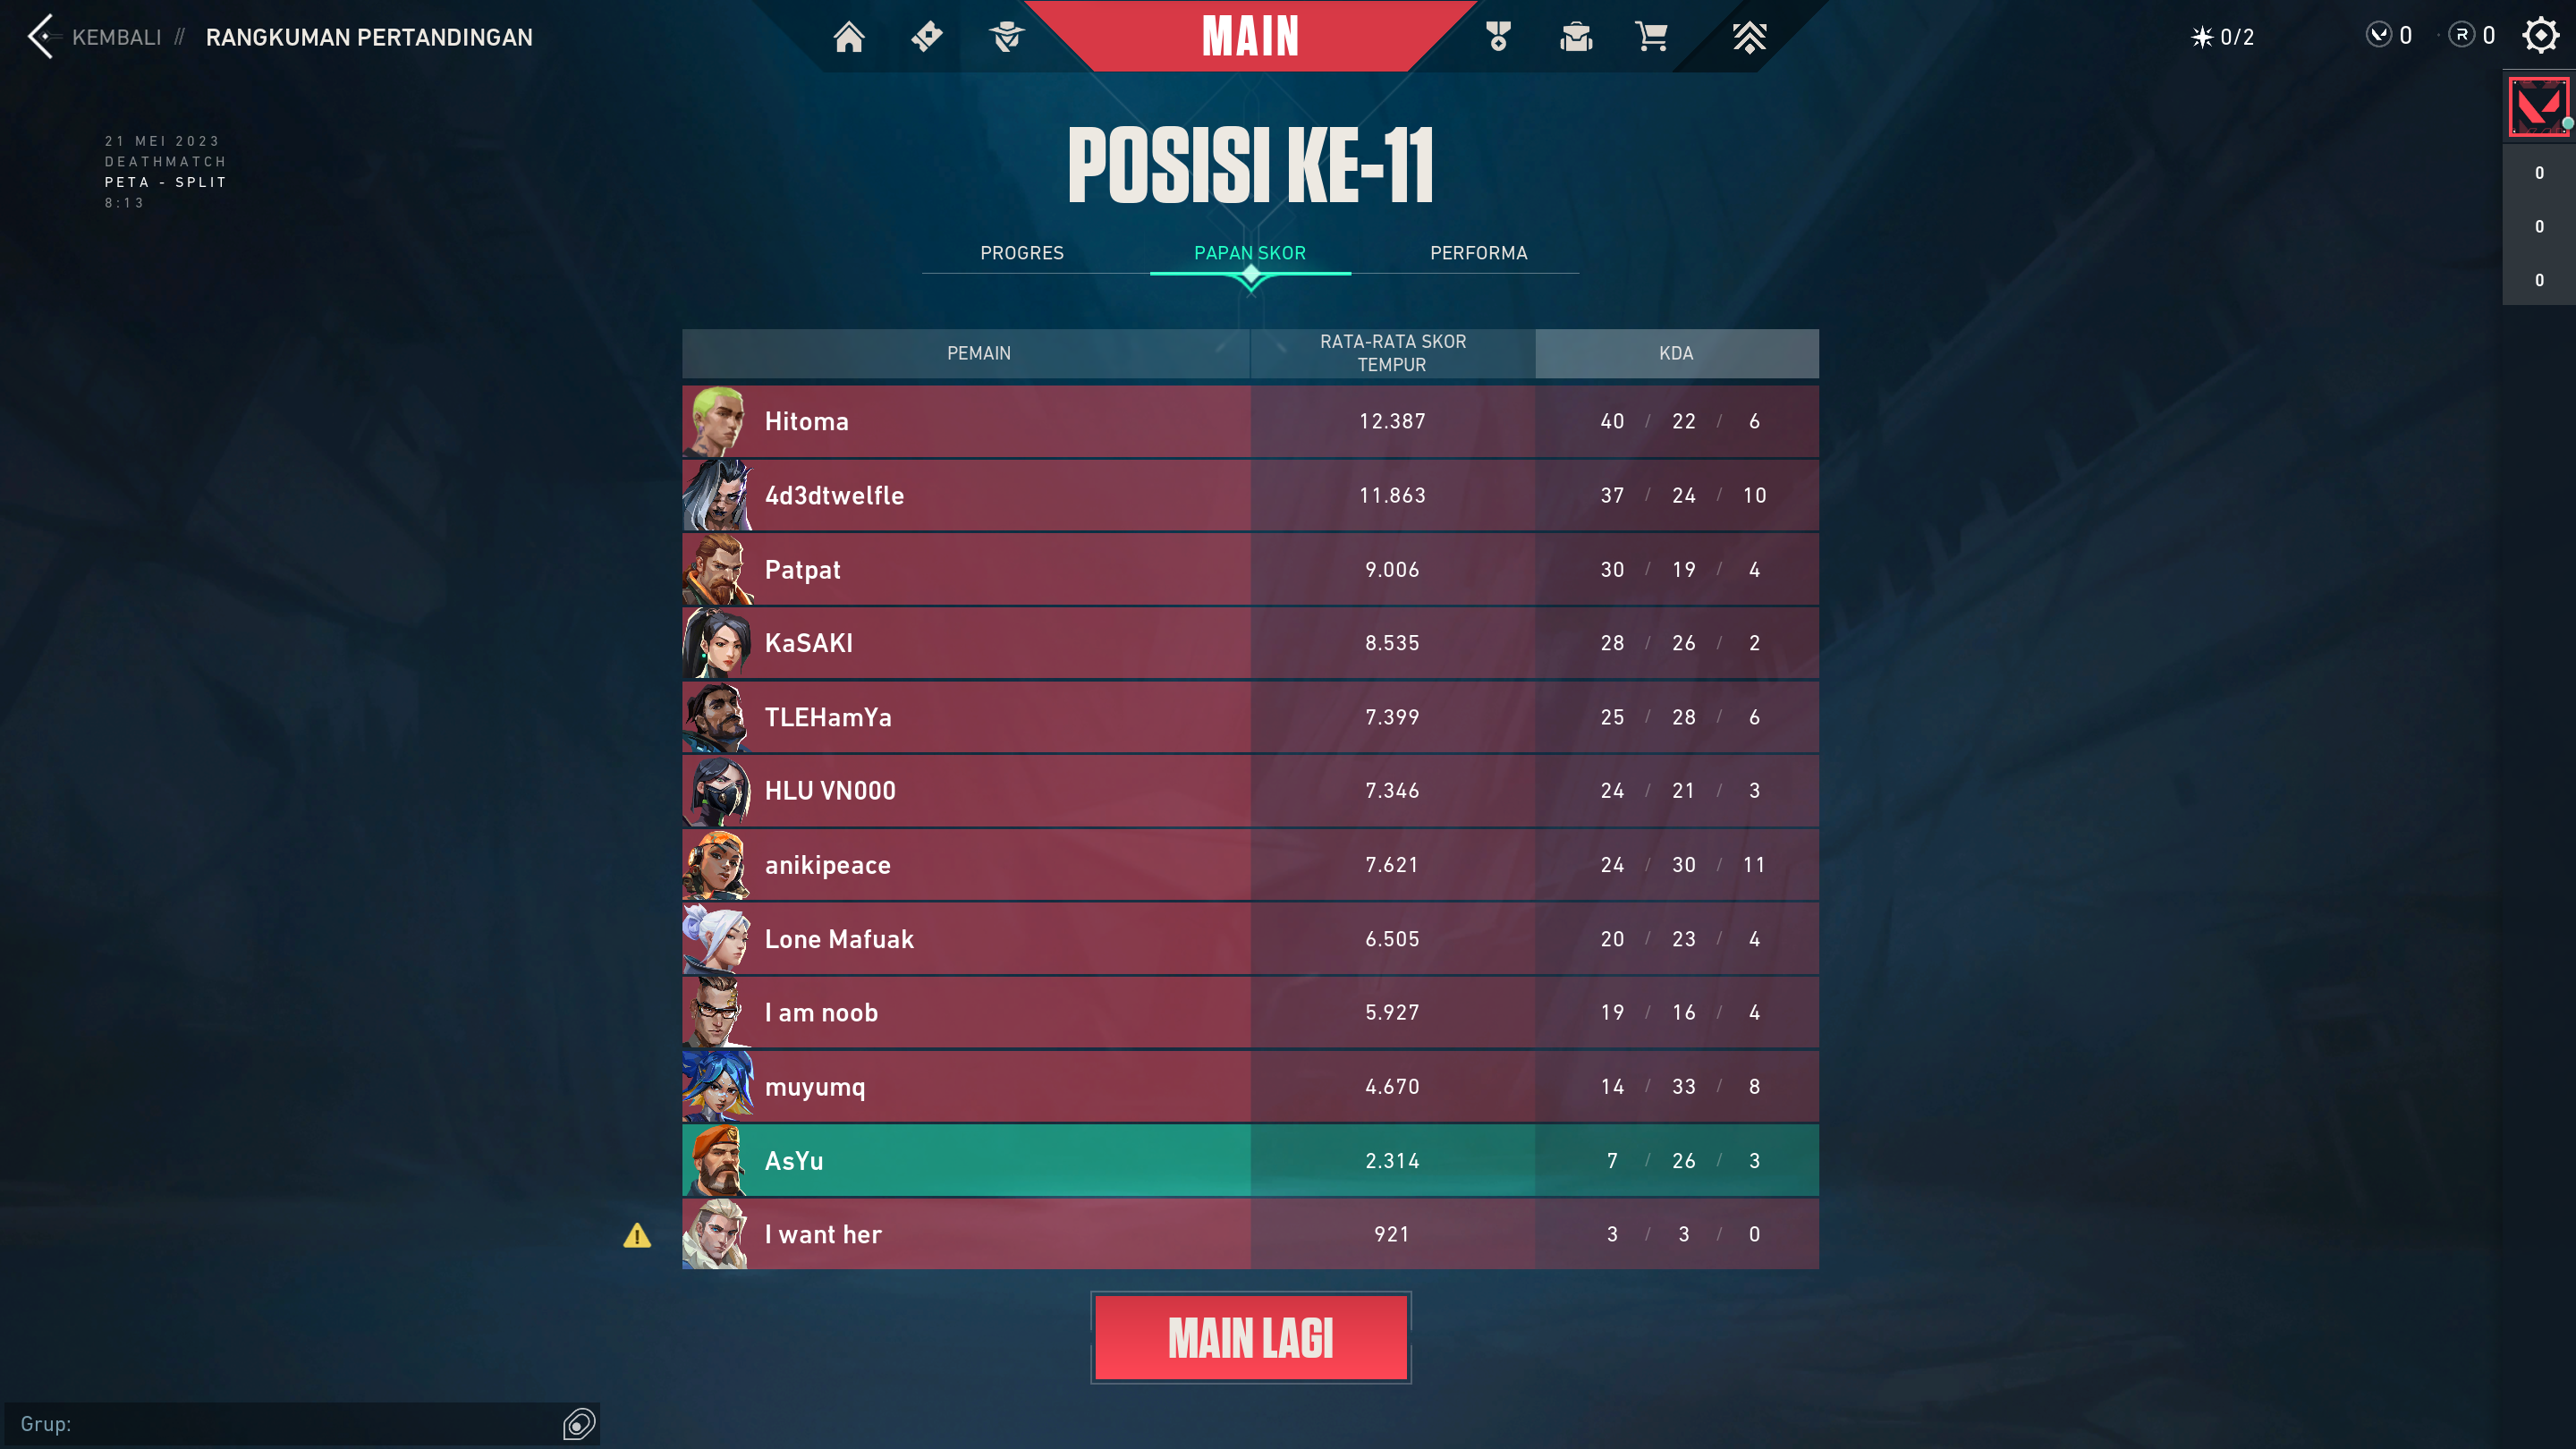 KEMBALI // RANGKUMAN PERTANDINGAN
MAIN
0/2
0
R 0
21 MEI 2023
DEATHMATCH
PETA - SPLIT
8:13
POSISI KE-11
0
0
0
PROGRES PAPAN SKOR PERFORMA
PEMAIN RATA-RATA SKOR TEMPUR KDA
Hitoma 12.387 40 / 22 / 6
4d3dtwelfle 11.863 37 / 24 / 10
Patpat 9.006 30 / 19 / 4
KaSAKI 8.535 28 / 26 / 2
TLEHamYa 7.399 25 / 28 / 6
HLU VN000 7.346 24 / 21 / 3
anikipeace 7.621 24 / 30 / 11
Lone Mafuak 6.505 20 / 23 / 4
I am noob 5.927 19 / 16 / 4
muyumq 4.670 14 / 33 / 8
AsYu 2.314 7 / 26 / 3
I want her 921 3 / 3 / 0
MAIN LAGI
Grup: